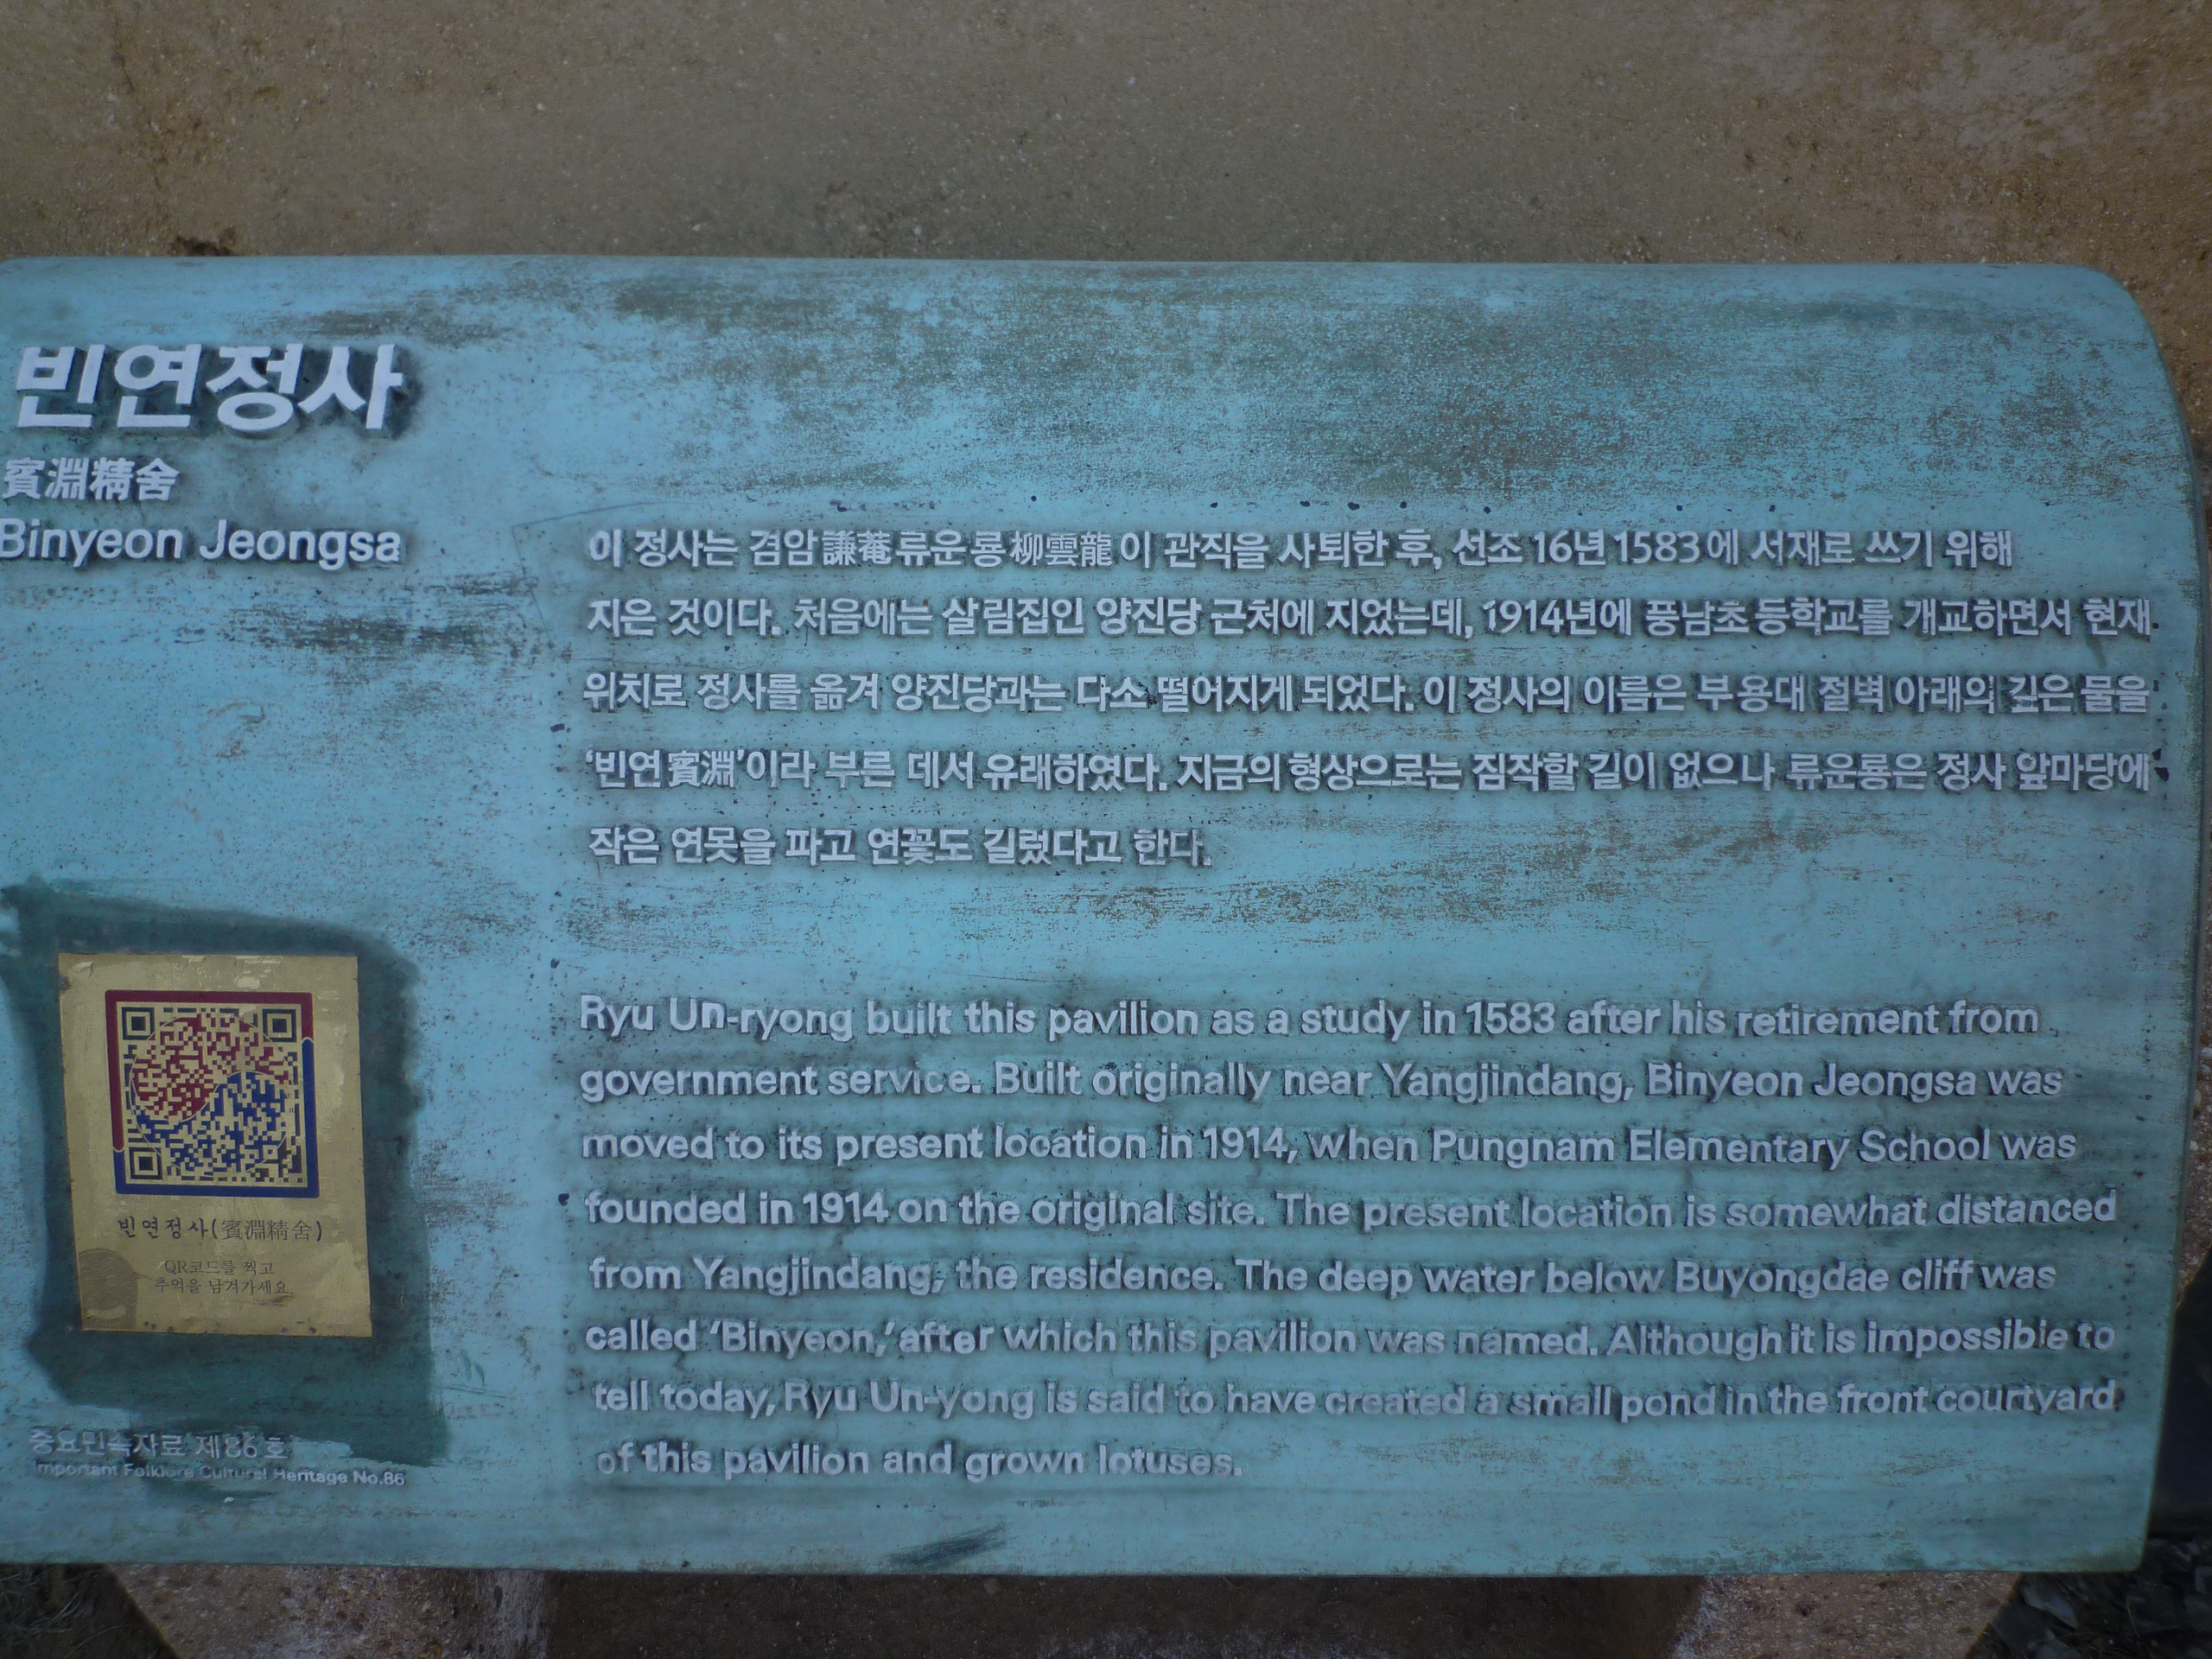 빈연정사
賓淵精舍
Binyeon Jeongsa
이 정사는 겸암謙菴류운룡柳雲龍이 관직을 사퇴한 후, 선조 16년 1583에 서재로 쓰기 위해
지은 것이다. 처음에는 살림집인 양진당 근처에 지었는데, 1914년에 풍남초등학교를 개교하면서 현재
위치로 정사를 옮겨 양진당과는 다소 떨어지게 되었다. 이 정사의 이름은 부용대 절벽 아래의 깊은 물을
‘빈연賓淵’이라 부른 데서 유래하였다. 지금의 형상으로는 짐작할 길이 없으나 류운룡은 정사 앞마당에
작은 연못을 파고 연꽃도 길렀다고 한다.
Ryu Un-ryong built this pavilion as a study in 1583 after his retirement from
government service. Built originally near Yangjindang, Binyeon Jeongsa was
moved to its present location in 1914, when Pungnam Elementary School was
founded in 1914 on the original site. The present location is somewhat distanced
from Yangjindang, the residence. The deep water below Buyongdae cliff was
called ‘Binyeon,’ after which this pavilion was named. Although it is impossible to
tell today, Ryu Un-yong is said to have created a small pond in the front courtyard
of this pavilion and grown lotuses.
빈연정사(賓淵精舍)
QR코드를 찍고
추억을 남겨가세요.
중요민속자료 제86호
Important Folklore Cultural Heritage No.86